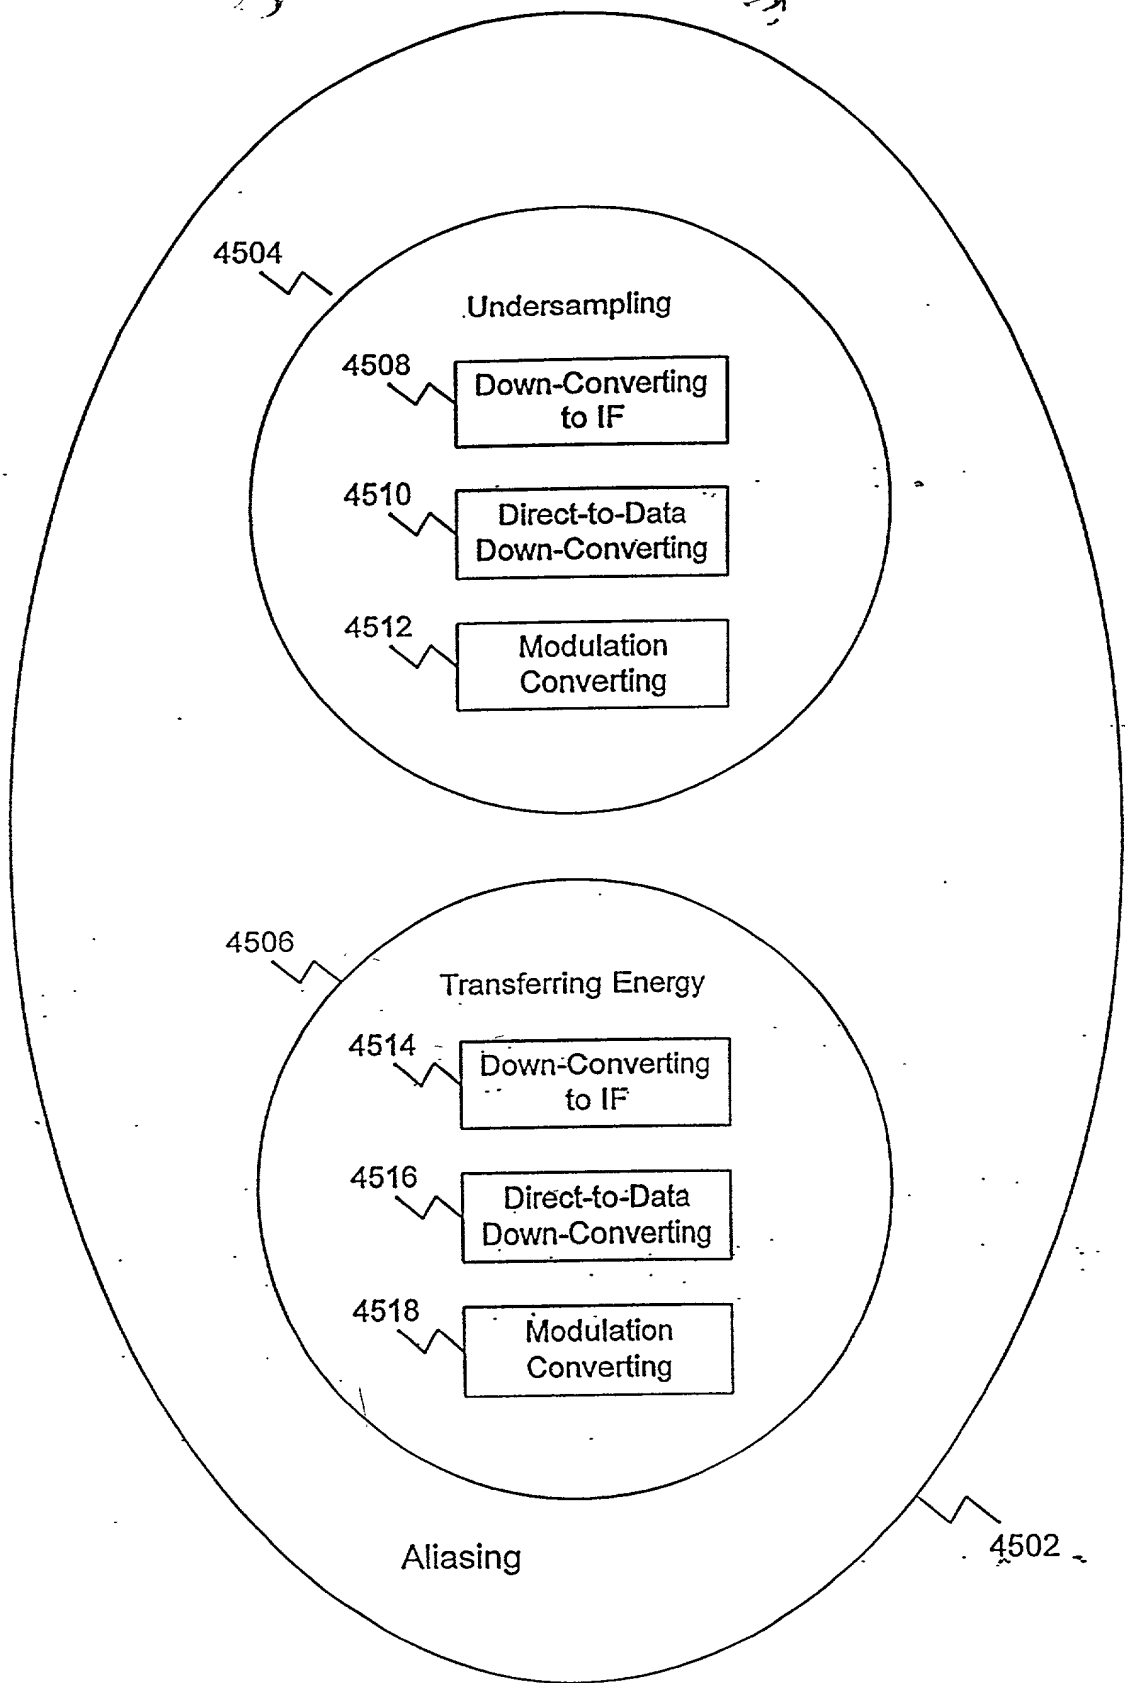 4504
Undersampling
4508
Down-Converting
to IF
4510
Direct-to-Data
Down-Converting
4512
Modulation
Converting
4506
Transferring Energy
4514
Down-Converting
to IF
4516
Direct-to-Data
Down-Converting
4518
Modulation
Converting
4502
Aliasing